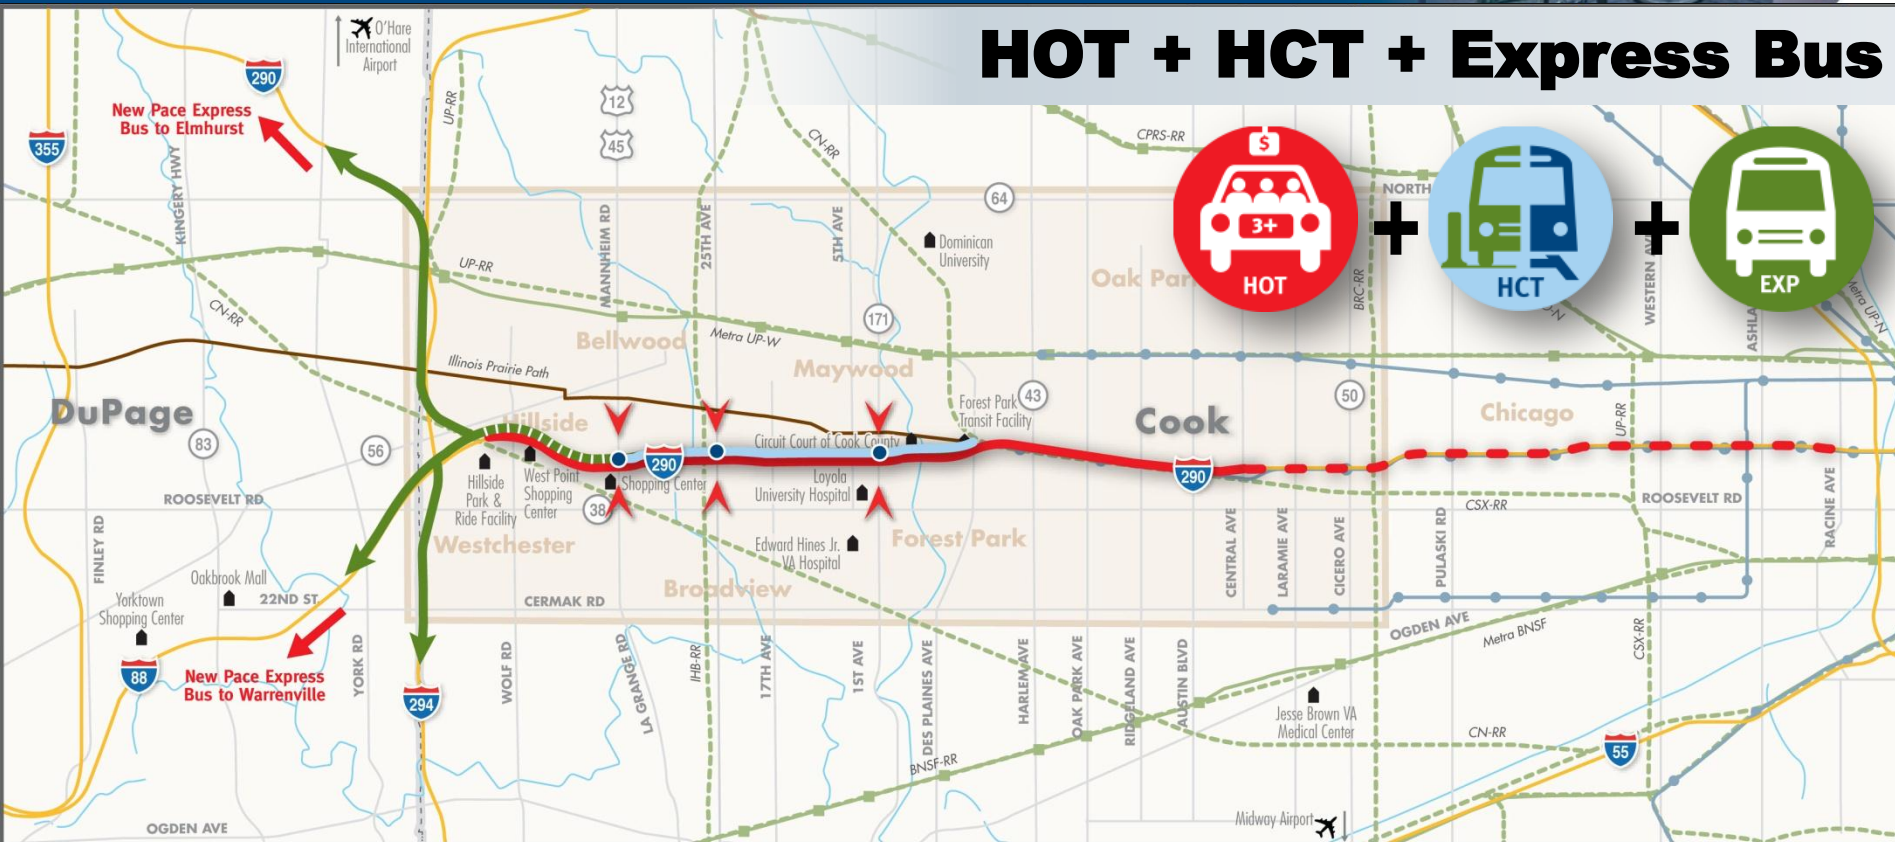 HOT + HCT + Express Bus
O'Hare
International
Airport
290
New Pace Express
Bus to Elmhurst
355
KINGERY HWY
UP-RR
12
45
CN-RR
CPRS-RR
$
3+
HOT
+
HCT
+
EXP
NORTH
64
MANNHEIM RD
25TH AVE
5TH AVE
Dominican
University
Oak Par
BRC-RR
WESTERN AV
ASHLA
Metra UP-N
UP-RR
CN-RR
171
Bellwood
Metra UP-W
Maywood
Illinois Prairie Path
DuPage
83
56
Hillside
Forest Park
Transit Facility
43
Cook
50
Chicago
UP-RR
Circuit Court of Cook County
290
290
Hillside
Park &
Ride Facility
West Point
Shopping
Center
Shopping Center
38
Loyola
University Hospital
ROOSEVELT RD
CSX-RR
ROOSEVELT RD
RACINE AVE
FINLEY RD
Westchester
Edward Hines Jr.
VA Hospital
Forest Park
CENTRAL AVE
LARAMIE AVE
CICERO AVE
PULASKI RD
Oakbrook Mall
Yorktown
Shopping Center
22ND ST
CERMAK RD
Broadview
OGDEN AVE
Metra BNSF
CSX-RR
88
New Pace Express
Bus to Warrenville
YORK RD
294
WOLF RD
LA GRANGE RD
IHB-RR
17TH AVE
1ST AVE
DES PLAINES AVE
HARLEM AVE
OAK PARK AVE
RIDGELAND AVE
AUSTIN BLVD
Jesse Brown VA
Medical Center
CN-RR
55
BNSF-RR
OGDEN AVE
Midway Airport